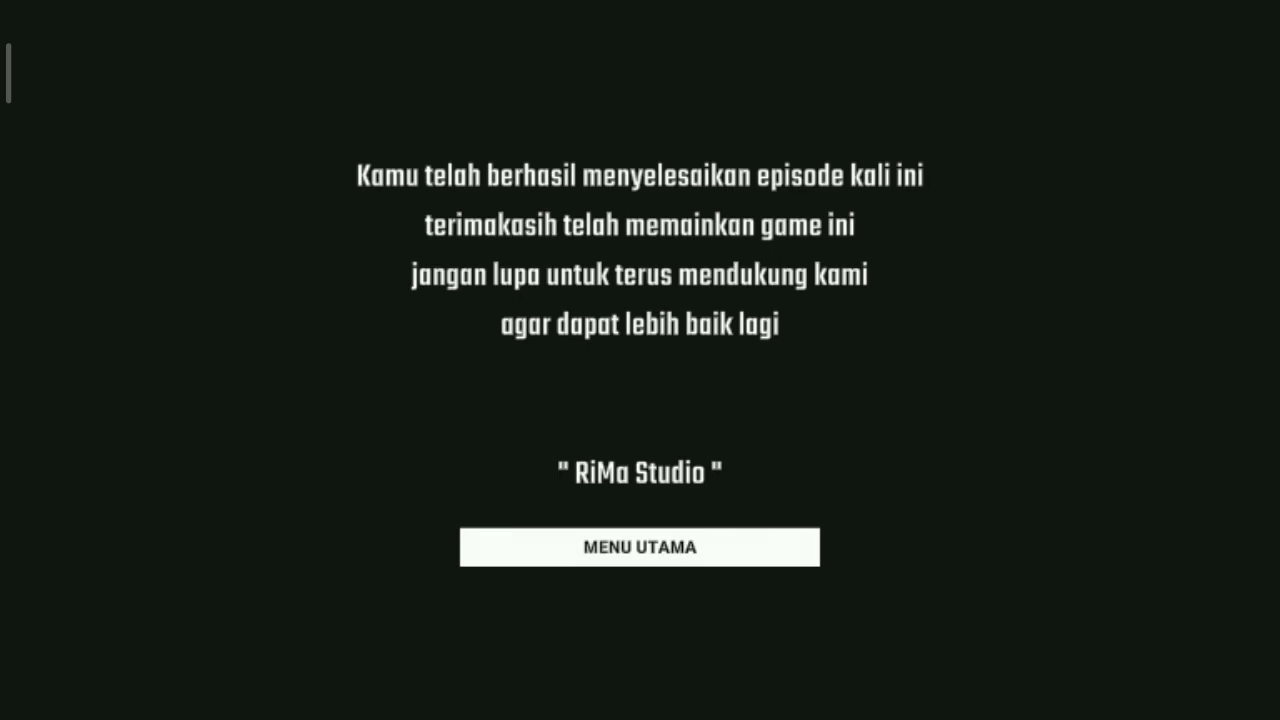 Kamu telah berhasil menyelesaikan episode kali ini
terimakasih telah memainkan game ini
jangan lupa untuk terus mendukung kami
agar dapat lebih baik lagi
" RiMa Studio "
MENU UTAMA